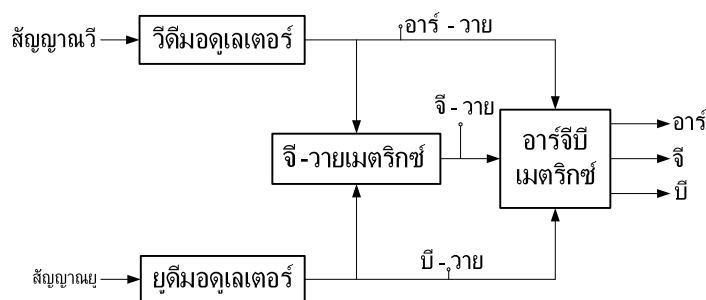 สัญญาณวี
วีดีมอดูเลเตอร์
อาร์ - วาย
จี - วาย
จี -วายเมตริกซ์
อาร์จีบี
เมตริกซ์
อาร์
จี
บี
สัญญาณยู
ยูดีมอดูเลเตอร์
บี - วาย